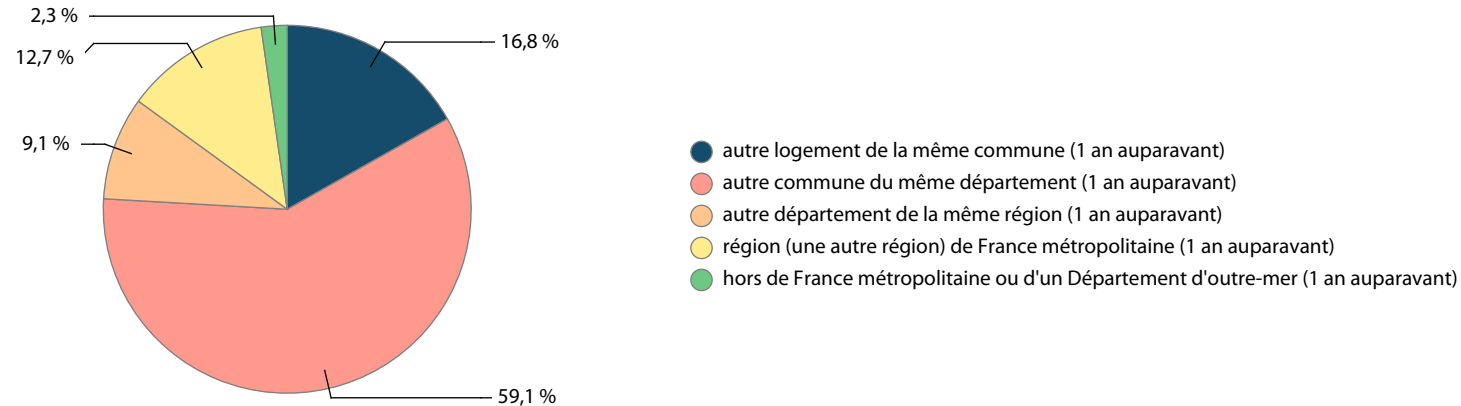 2,3 %
12,7 %
9,1 %
16,8 %
59,1 %
autre logement de la même commune (1 an auparavant)
autre commune du même département (1 an auparavant)
autre département de la même région (1 an auparavant)
région (une autre région) de France métropolitaine (1 an auparavant)
hors de France métropolitaine ou d'un Département d'outre-mer (1 an auparavant)